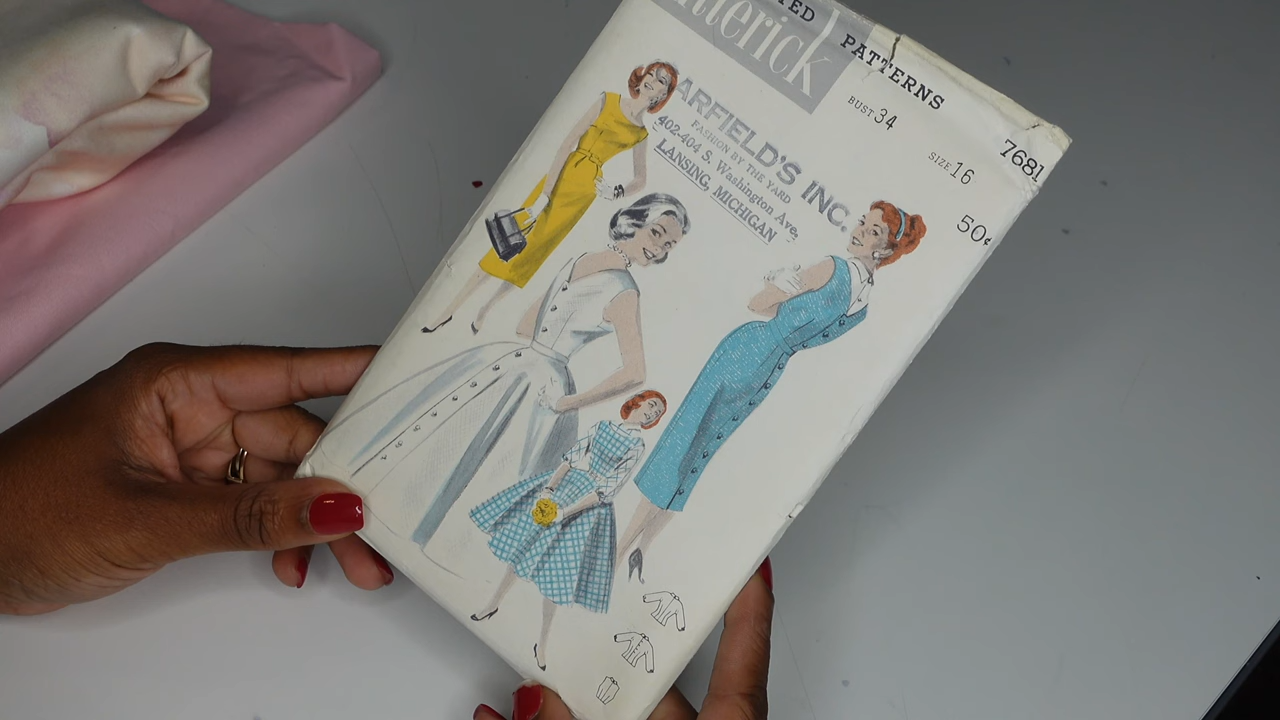 PATTERNS
BUST 34
SIZE 16
7681
50¢
ARFIELD'S INC.
FASHION BY THE YARD
402-404 S. Washington Ave.
LANSING, MICHIGAN